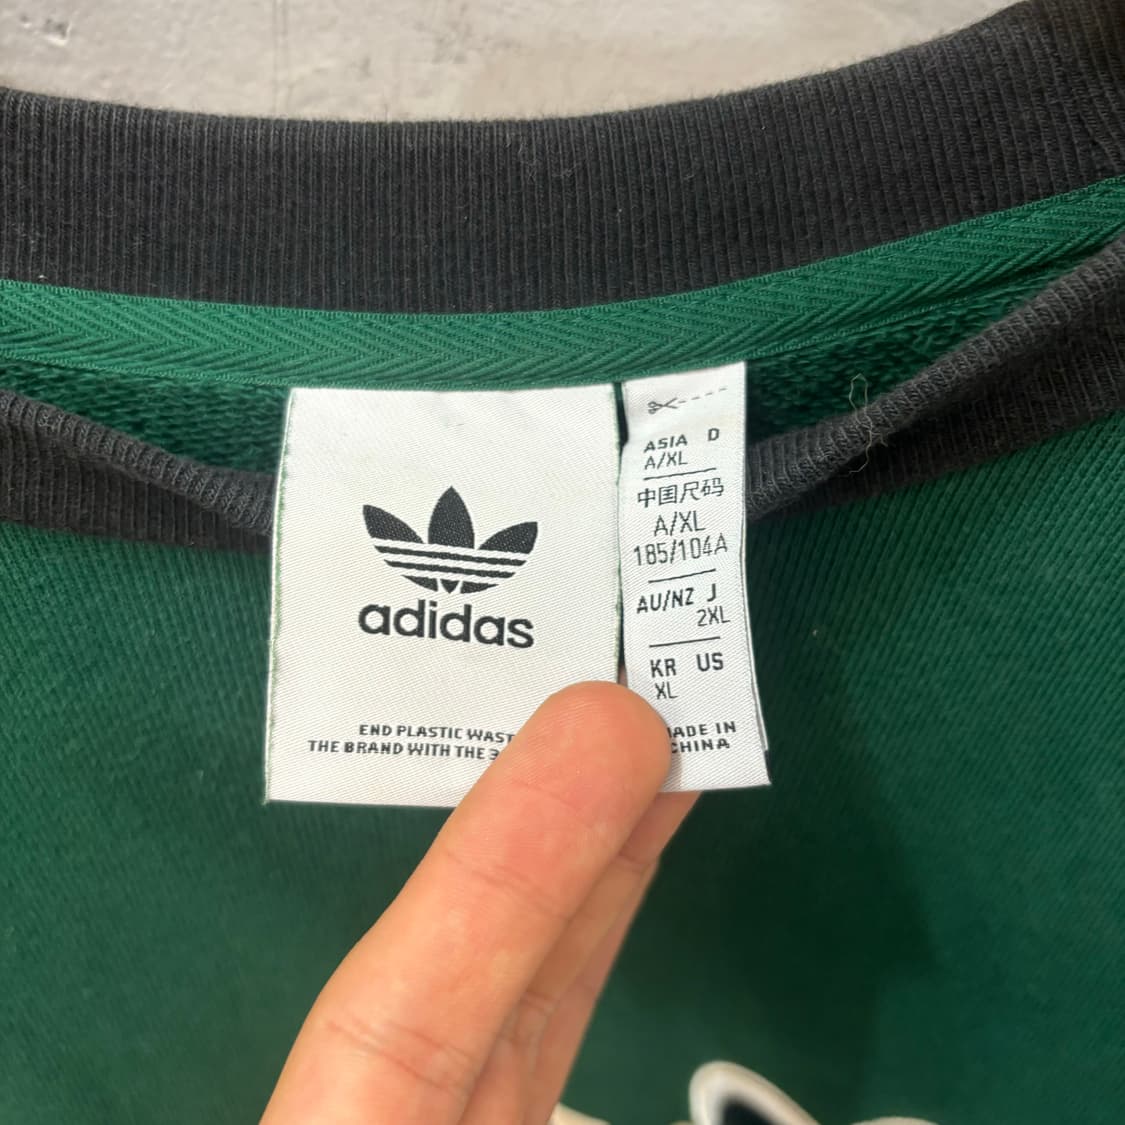 adidas
END PLASTIC WAST
THE BRAND WITH THE 3
ASIA D
A/XL
中国尺码
A/XL
185/104A
AU/NZ J
2XL
KR US
XL
ADE IN
CHINA